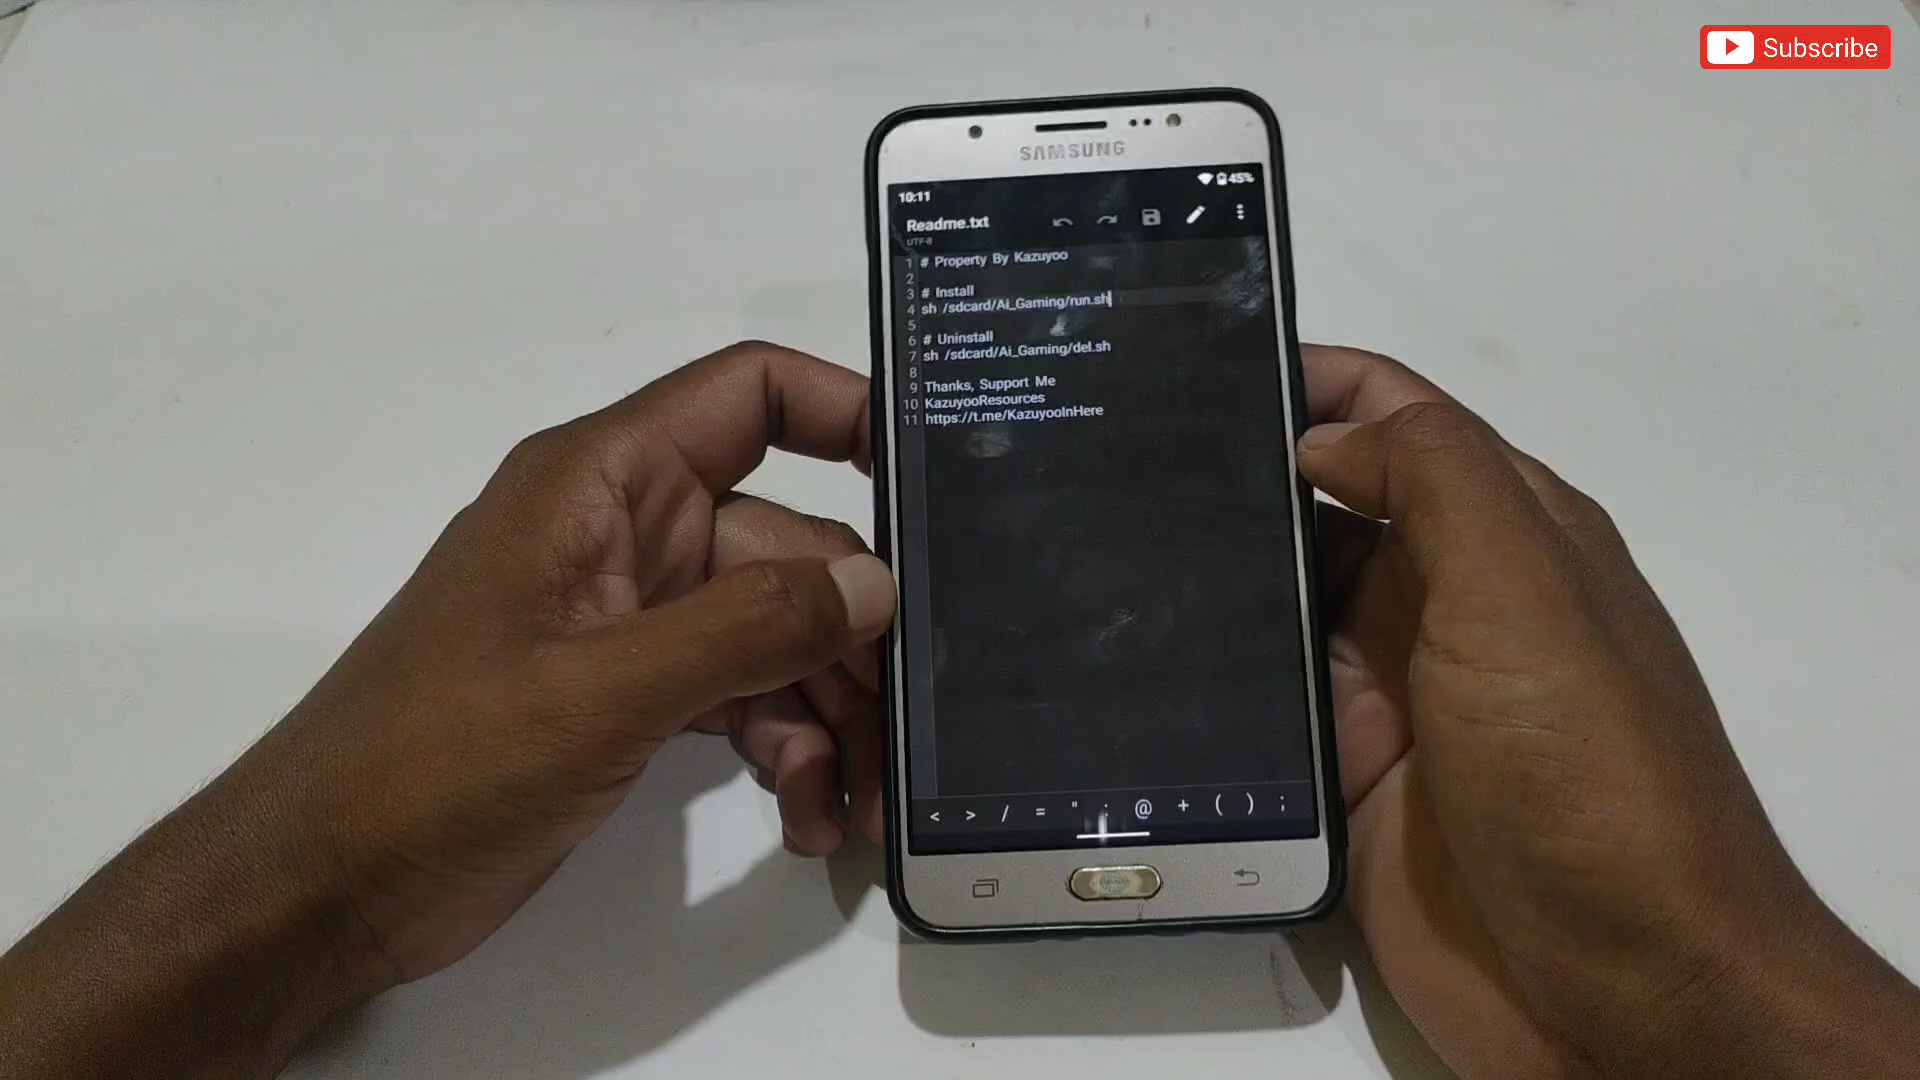 Subscribe
SAMSUNG
10:11
45%
Readme.txt
UTF-8
1 # Property By Kazuyoo
2
3 # Install
4 sh /sdcard/Ai_Gaming/run.sh
5
6 # Uninstall
7 sh /sdcard/Ai_Gaming/del.sh
8
9 Thanks, Support Me
10 KazuyooResources
11 https://t.me/KazuyooInHere
< > / = " : @ + ( ) ;